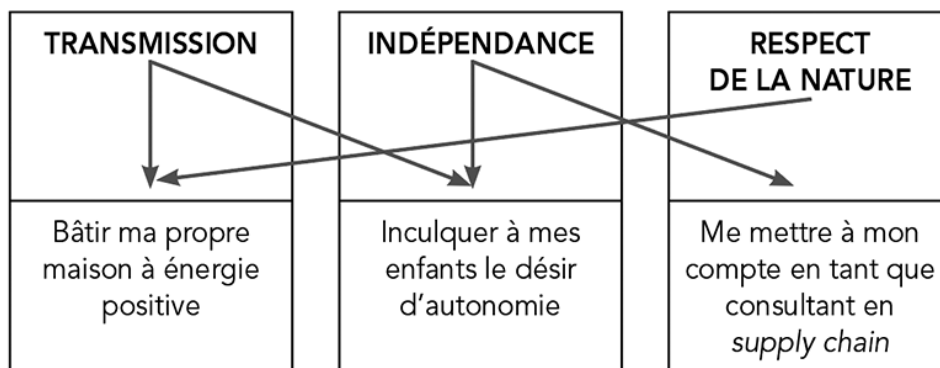 TRANSMISSION
INDÉPENDANCE
RESPECT
DE LA NATURE
Bâtir ma propre
maison à énergie
positive
Inculquer à mes
enfants le désir
d’autonomie
Me mettre à mon
compte en tant que
consultant en
supply chain